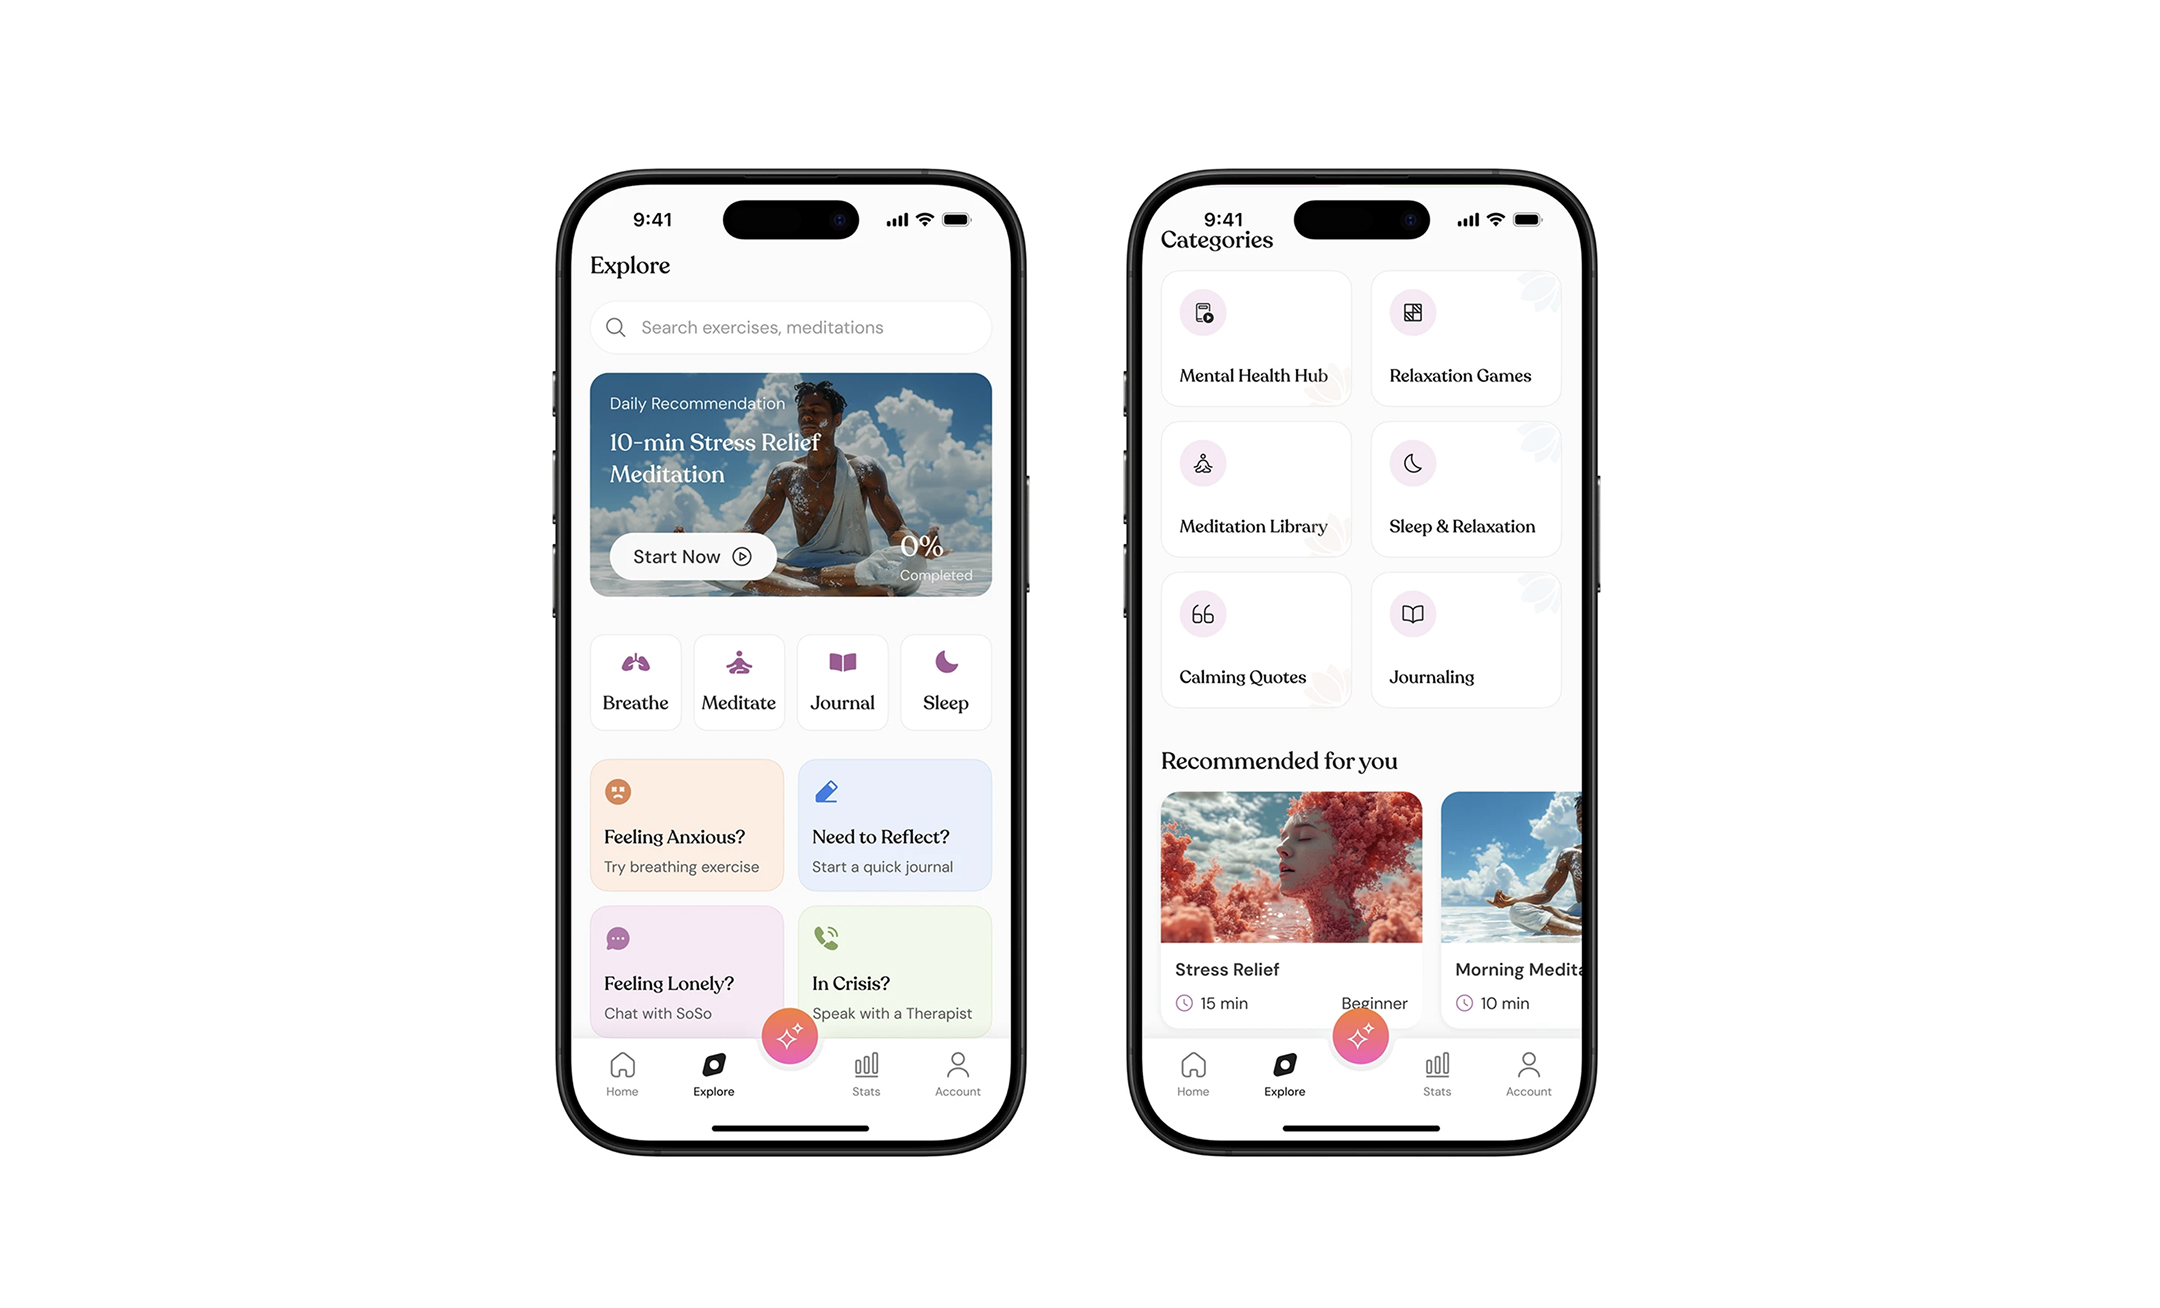 9:41
Explore
Search exercises, meditations
Daily Recommendation
10-min Stress Relief
Meditation
Start Now
0%
Completed
Breathe
Meditate
Journal
Sleep
Feeling Anxious?
Try breathing exercise
Need to Reflect?
Start a quick journal
Feeling Lonely?
Chat with SoSo
In Crisis?
Speak with a Therapist
Home
Explore
Stats
Account
9:41
Categories
Mental Health Hub
Relaxation Games
Meditation Library
Sleep & Relaxation
Calming Quotes
Journaling
Recommended for you
Stress Relief
15 min
Beginner
Morning Medita
10 min
Home
Explore
Stats
Account